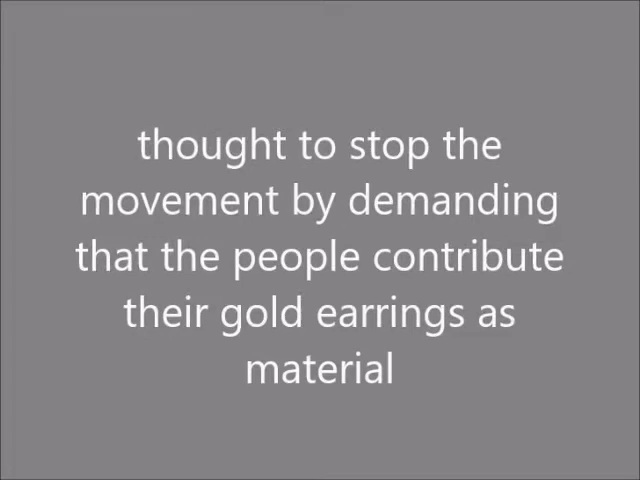 thought to stop the
movement by demanding
that the people contribute
their gold earrings as
material